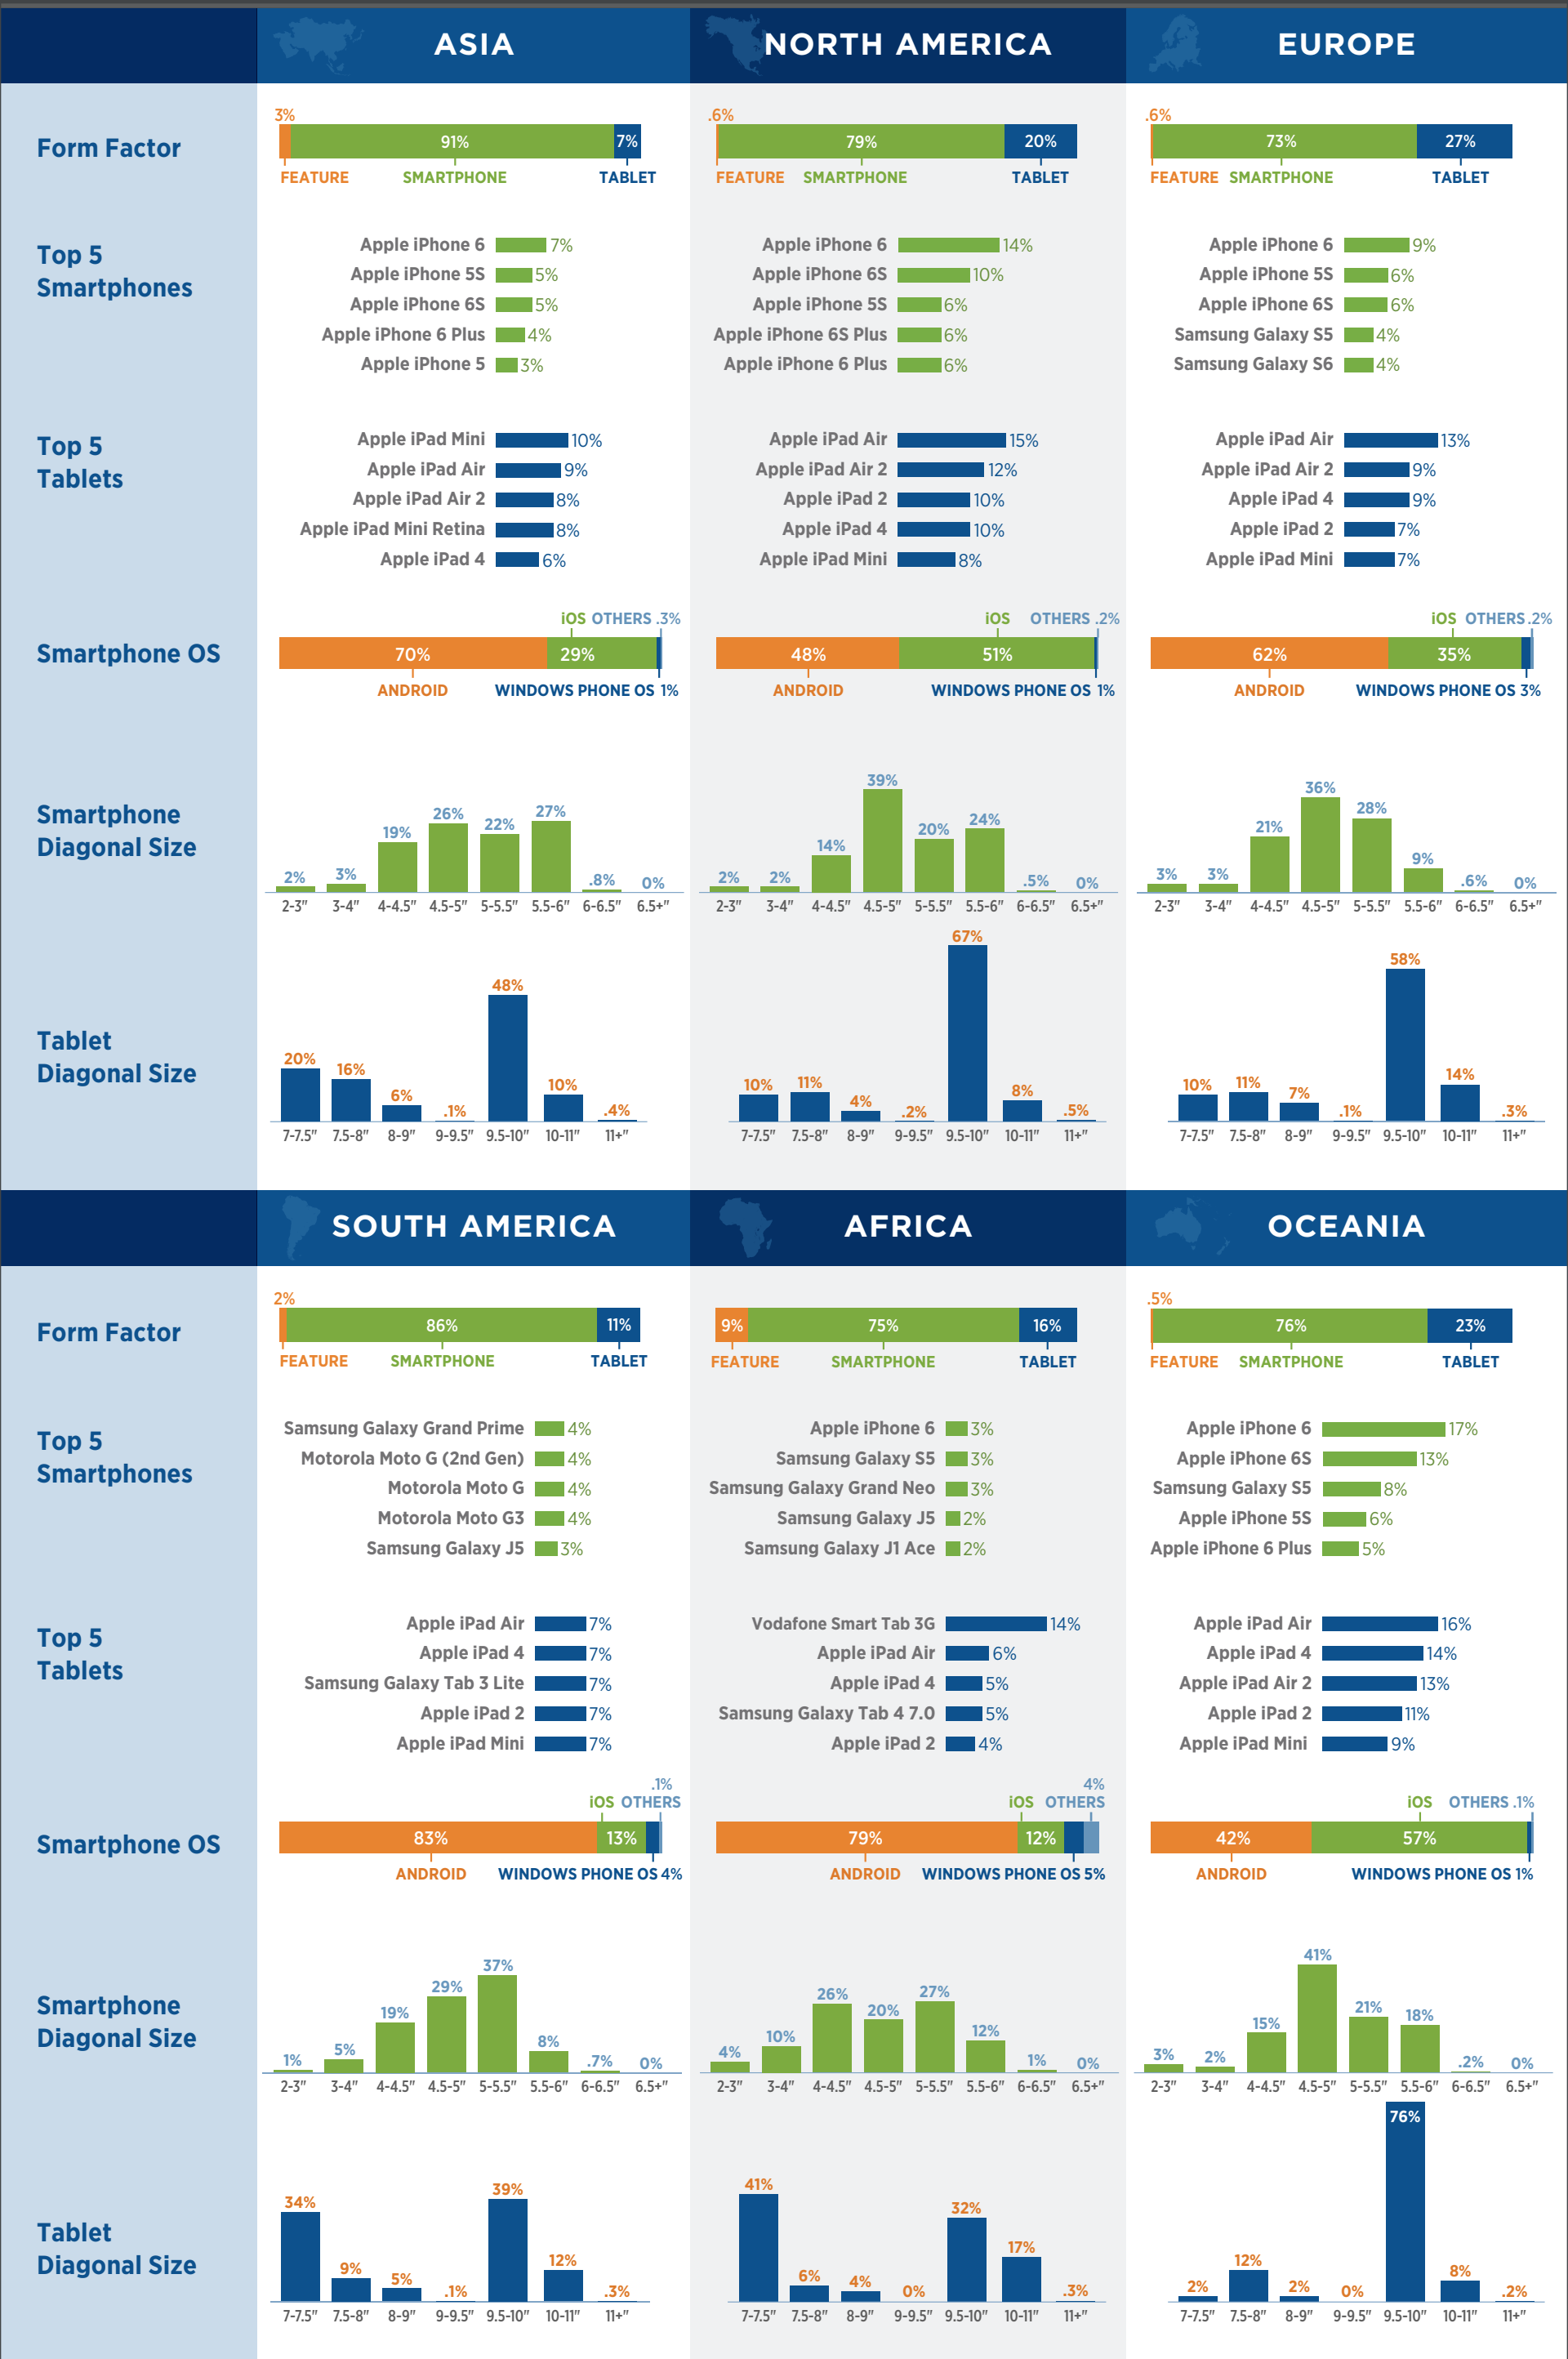 ASIA
NORTH AMERICA
EUROPE
Form Factor
3%
91%
7%
FEATURE SMARTPHONE TABLET
.6%
79%
20%
FEATURE SMARTPHONE TABLET
.6%
73%
27%
FEATURE SMARTPHONE TABLET
Top 5
Smartphones
Apple iPhone 6 7%
Apple iPhone 5S 5%
Apple iPhone 6S 5%
Apple iPhone 6 Plus 4%
Apple iPhone 5 3%
Apple iPhone 6 14%
Apple iPhone 6S 10%
Apple iPhone 5S 6%
Apple iPhone 6S Plus 6%
Apple iPhone 6 Plus 6%
Apple iPhone 6 9%
Apple iPhone 5S 6%
Apple iPhone 6S 6%
Samsung Galaxy S5 4%
Samsung Galaxy S6 4%
Top 5
Tablets
Apple iPad Mini 10%
Apple iPad Air 9%
Apple iPad Air 2 8%
Apple iPad Mini Retina 8%
Apple iPad 4 6%
Apple iPad Air 15%
Apple iPad Air 2 12%
Apple iPad 2 10%
Apple iPad 4 10%
Apple iPad Mini 8%
Apple iPad Air 13%
Apple iPad Air 2 9%
Apple iPad 4 9%
Apple iPad 2 7%
Apple iPad Mini 7%
Smartphone OS
iOS OTHERS .3%
70% 29%
ANDROID WINDOWS PHONE OS 1%
iOS OTHERS .2%
48% 51%
ANDROID WINDOWS PHONE OS 1%
iOS OTHERS .2%
62% 35%
ANDROID WINDOWS PHONE OS 3%
Smartphone
Diagonal Size
2% 3% 19% 26% 22% 27% .8% 0%
2-3" 3-4" 4-4.5" 4.5-5" 5-5.5" 5.5-6" 6-6.5" 6.5+"
2% 2% 14% 39% 20% 24% .5% 0%
2-3" 3-4" 4-4.5" 4.5-5" 5-5.5" 5.5-6" 6-6.5" 6.5+"
3% 3% 21% 36% 28% 9% .6% 0%
2-3" 3-4" 4-4.5" 4.5-5" 5-5.5" 5.5-6" 6-6.5" 6.5+"
Tablet
Diagonal Size
20% 16% 6% .1% 48% 10% .4%
7-7.5" 7.5-8" 8-9" 9-9.5" 9.5-10" 10-11" 11+"
10% 11% 4% .2% 67% 8% .5%
7-7.5" 7.5-8" 8-9" 9-9.5" 9.5-10" 10-11" 11+"
10% 11% 7% .1% 58% 14% .3%
7-7.5" 7.5-8" 8-9" 9-9.5" 9.5-10" 10-11" 11+"
SOUTH AMERICA
AFRICA
OCEANIA
Form Factor
2%
86%
11%
FEATURE SMARTPHONE TABLET
9% 75% 16%
FEATURE SMARTPHONE TABLET
.5%
76%
23%
FEATURE SMARTPHONE TABLET
Top 5
Smartphones
Samsung Galaxy Grand Prime 4%
Motorola Moto G (2nd Gen) 4%
Motorola Moto G 4%
Motorola Moto G3 4%
Samsung Galaxy J5 3%
Apple iPhone 6 3%
Samsung Galaxy S5 3%
Samsung Galaxy Grand Neo 3%
Samsung Galaxy J5 2%
Samsung Galaxy J1 Ace 2%
Apple iPhone 6 17%
Apple iPhone 6S 13%
Samsung Galaxy S5 8%
Apple iPhone 5S 6%
Apple iPhone 6 Plus 5%
Top 5
Tablets
Apple iPad Air 7%
Apple iPad 4 7%
Samsung Galaxy Tab 3 Lite 7%
Apple iPad 2 7%
Apple iPad Mini 7%
Vodafone Smart Tab 3G 14%
Apple iPad Air 6%
Apple iPad 4 5%
Samsung Galaxy Tab 4 7.0 5%
Apple iPad 2 4%
Apple iPad Air 16%
Apple iPad 4 14%
Apple iPad Air 2 13%
Apple iPad 2 11%
Apple iPad Mini 9%
Smartphone OS
.1%
iOS OTHERS
83% 13%
ANDROID WINDOWS PHONE OS 4%
4%
iOS OTHERS
79% 12%
ANDROID WINDOWS PHONE OS 5%
iOS OTHERS .1%
42% 57%
ANDROID WINDOWS PHONE OS 1%
Smartphone
Diagonal Size
1% 5% 19% 29% 37% 8% .7% 0%
2-3" 3-4" 4-4.5" 4.5-5" 5-5.5" 5.5-6" 6-6.5" 6.5+"
4% 10% 26% 20% 27% 12% 1% 0%
2-3" 3-4" 4-4.5" 4.5-5" 5-5.5" 5.5-6" 6-6.5" 6.5+"
3% 2% 15% 41% 21% 18% .2% 0%
2-3" 3-4" 4-4.5" 4.5-5" 5-5.5" 5.5-6" 6-6.5" 6.5+"
Tablet
Diagonal Size
34% 9% 5% .1% 39% 12% .3%
7-7.5" 7.5-8" 8-9" 9-9.5" 9.5-10" 10-11" 11+"
41% 6% 4% 0% 32% 17% .3%
7-7.5" 7.5-8" 8-9" 9-9.5" 9.5-10" 10-11" 11+"
2% 12% 2% 0% 76% 8% .2%
7-7.5" 7.5-8" 8-9" 9-9.5" 9.5-10" 10-11" 11+"